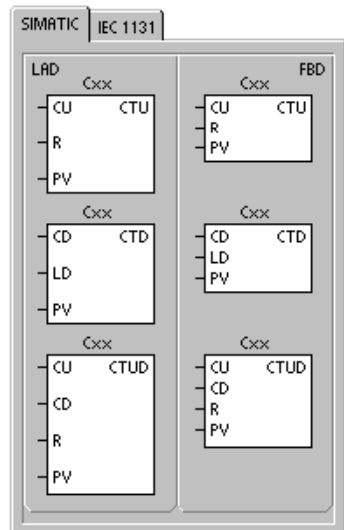 SIMATIC IEC 1131
LAD FBD
Cxx Cxx
CU CTU CU CTU
R R
PV PV
Cxx Cxx
CD CTD CD CTD
LD LD
PV PV
Cxx Cxx
CU CTUD CU CTUD
CD CD
R R
PV PV